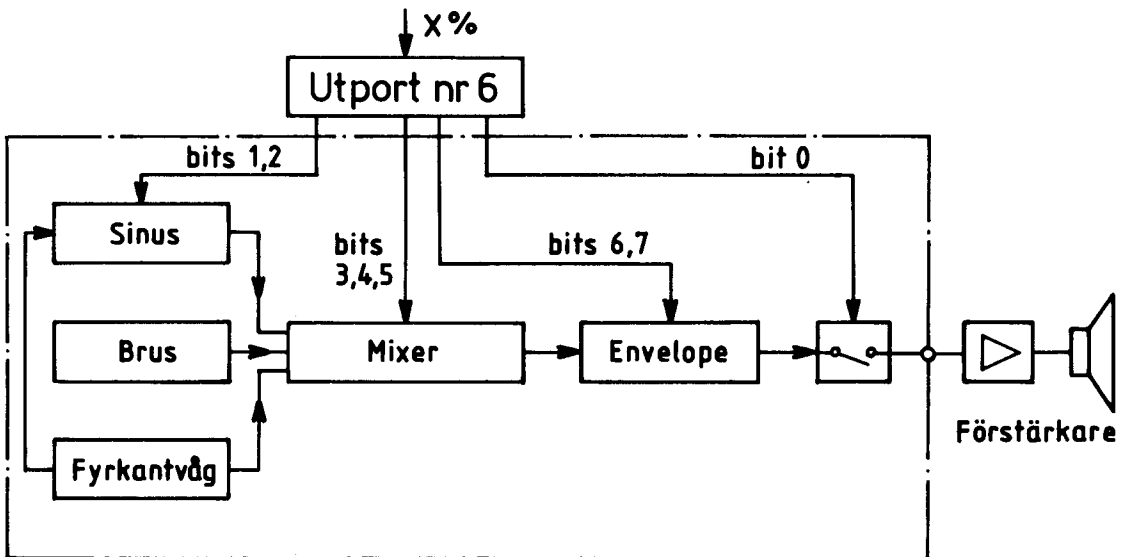 X%
Utport nr 6
bits 1,2
bit 0
Sinus
bits
3,4,5
bits 6,7
Brus
Mixer
Envelope
Förstärkare
Fyrkantvåg